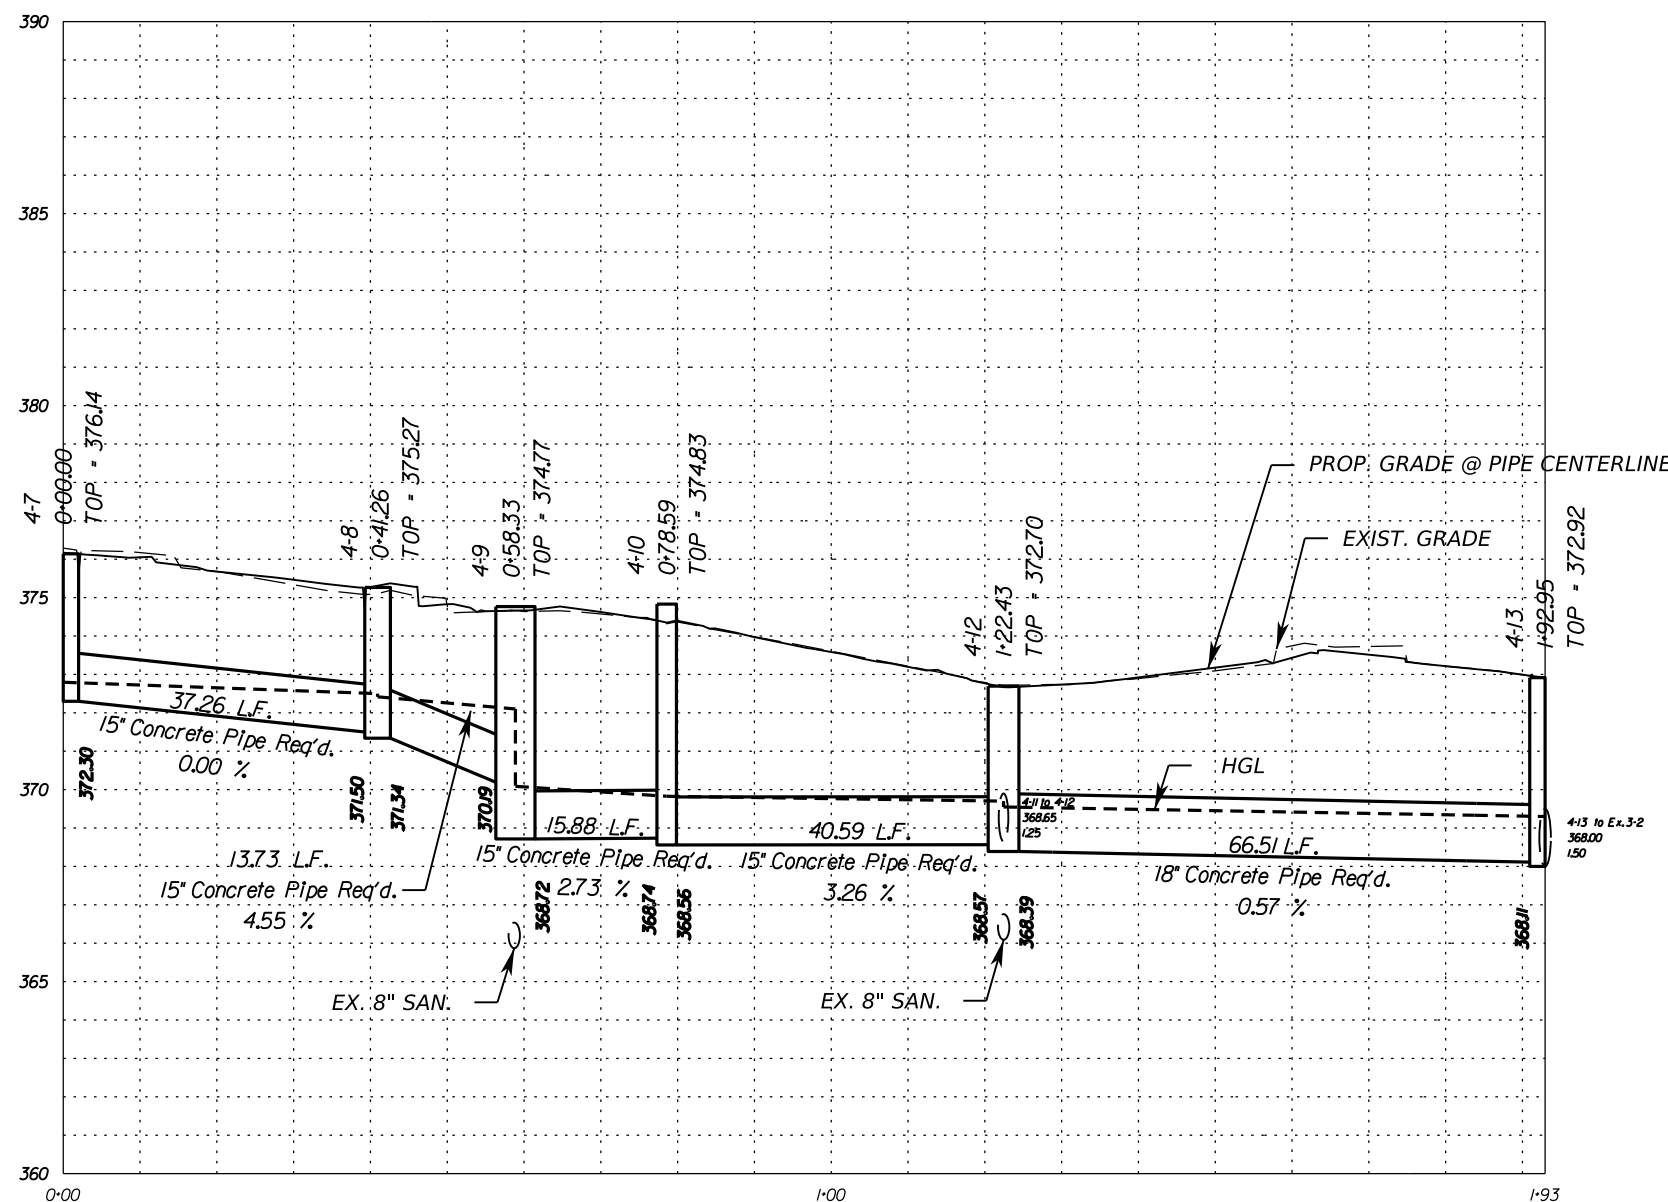 390
385
380
375
370
365
360
4-7
0+00.00
TOP = 376.14
4-8
0+41.26
TOP = 375.27
4-9
0+58.33
TOP = 374.77
4-10
0+78.59
TOP = 374.83
4-12
1+22.43
TOP = 372.70
4-13
1+92.95
TOP = 372.92
PROP. GRADE @ PIPE CENTERLINE
EXIST. GRADE
HGL
37.26 L.F.
15" Concrete Pipe Req'd.
0.00 %
372.30
371.50
371.34
370.19
13.73 L.F.
15" Concrete Pipe Req'd.
4.55 %
15.88 L.F.
15" Concrete Pipe Req'd.
2.73 %
368.72
368.74
368.56
40.59 L.F.
15" Concrete Pipe Req'd.
3.26 %
368.57
368.39
4-11 to 4-12
368.65
1.25
66.51 L.F.
18" Concrete Pipe Req'd.
0.57 %
368.11
4-13 to Ex.3-2
368.00
1.50
EX. 8" SAN.
EX. 8" SAN.
0+00
1+00
1+93